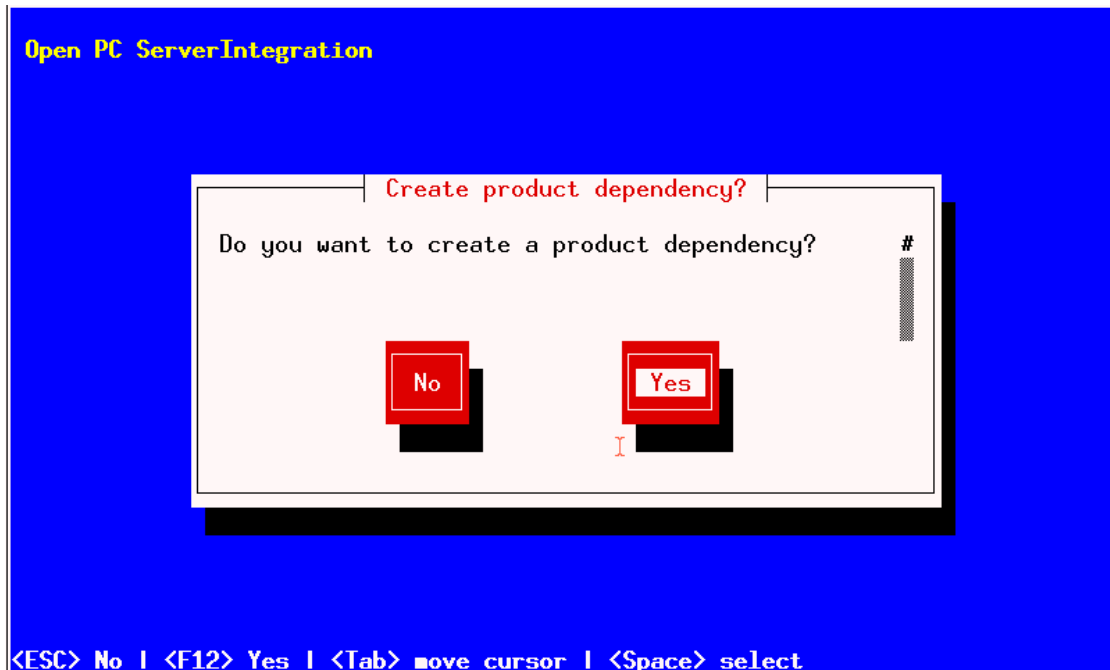 Open PC ServerIntegration
Create product dependency?
Do you want to create a product dependency? #
No Yes
<ESC> No | <F12> Yes | <Tab> move cursor | <Space> select